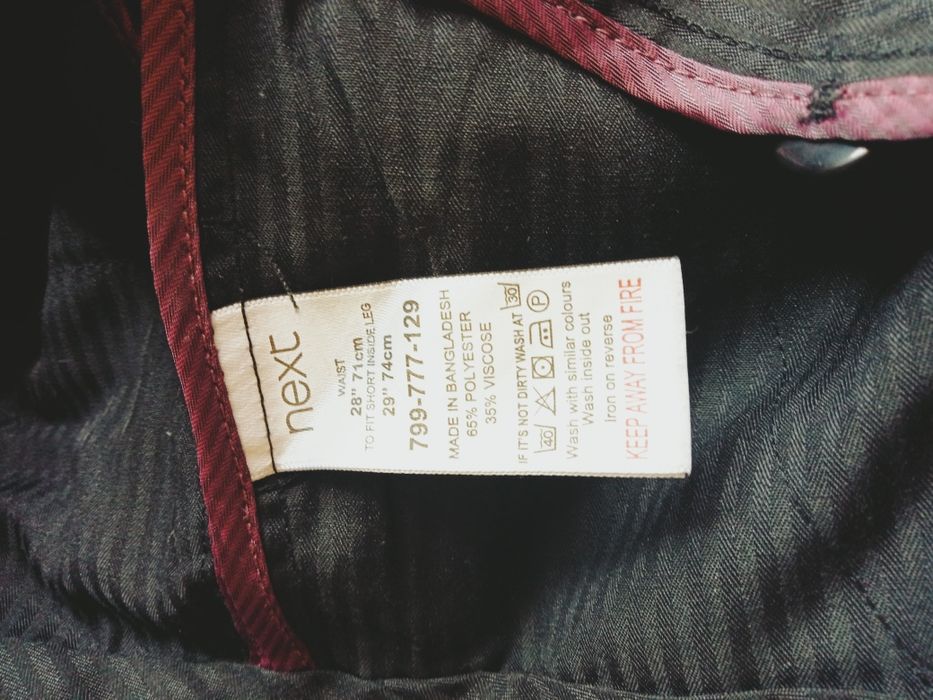 next
WAIST
28" 71cm
TO FIT SHORT INSIDE LEG
29" 74cm
799-777-129
MADE IN BANGLADESH
65% POLYESTER
35% VISCOSE
IF IT'S NOT DIRTY WASH AT 30
40 P
Wash with similar colours
Wash inside out
Iron on reverse
KEEP AWAY FROM FIRE